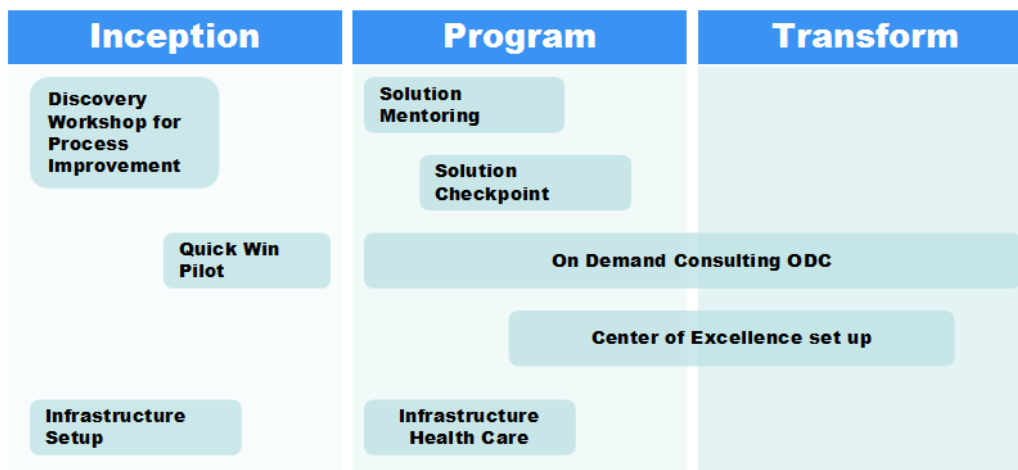 Inception
Program
Transform
Discovery
Workshop for
Process
Improvement
Solution
Mentoring
Solution
Checkpoint
Quick Win
Pilot
On Demand Consulting ODC
Center of Excellence set up
Infrastructure
Setup
Infrastructure
Health Care